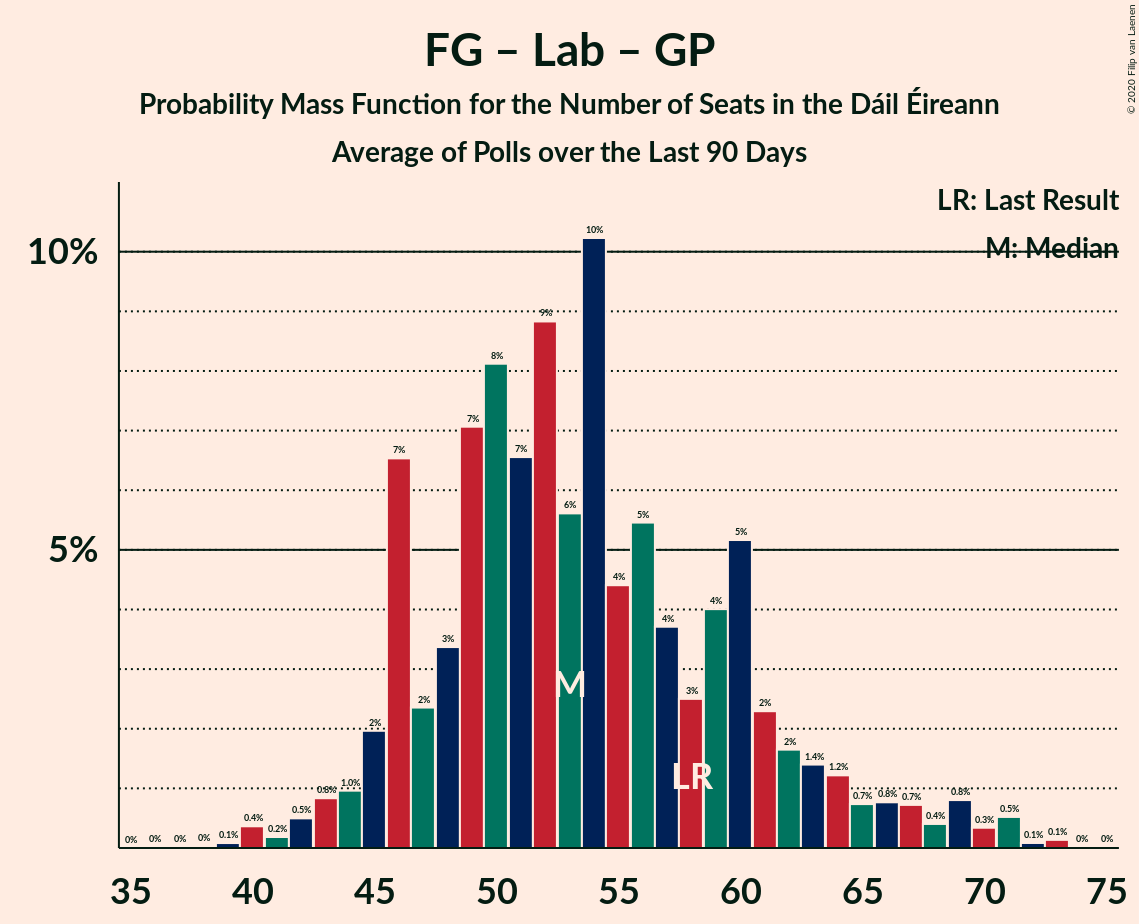 FG – Lab – GP
Probability Mass Function for the Number of Seats in the Dáil Éireann
Average of Polls over the Last 90 Days
© 2020 Filip van Laenen
LR: Last Result
M: Median
10%
5%
0% 0% 0% 0% 0.1% 0.4% 0.2% 0.5% 0.8% 1.0% 2% 7% 2% 3% 7% 8% 7% 9% 6% 10% 4% 5% 4% 3% 4% 5% 2% 2% 1.4% 1.2% 0.7% 0.8% 0.7% 0.4% 0.8% 0.3% 0.5% 0.1% 0.1% 0% 0%
M
LR
35 40 45 50 55 60 65 70 75